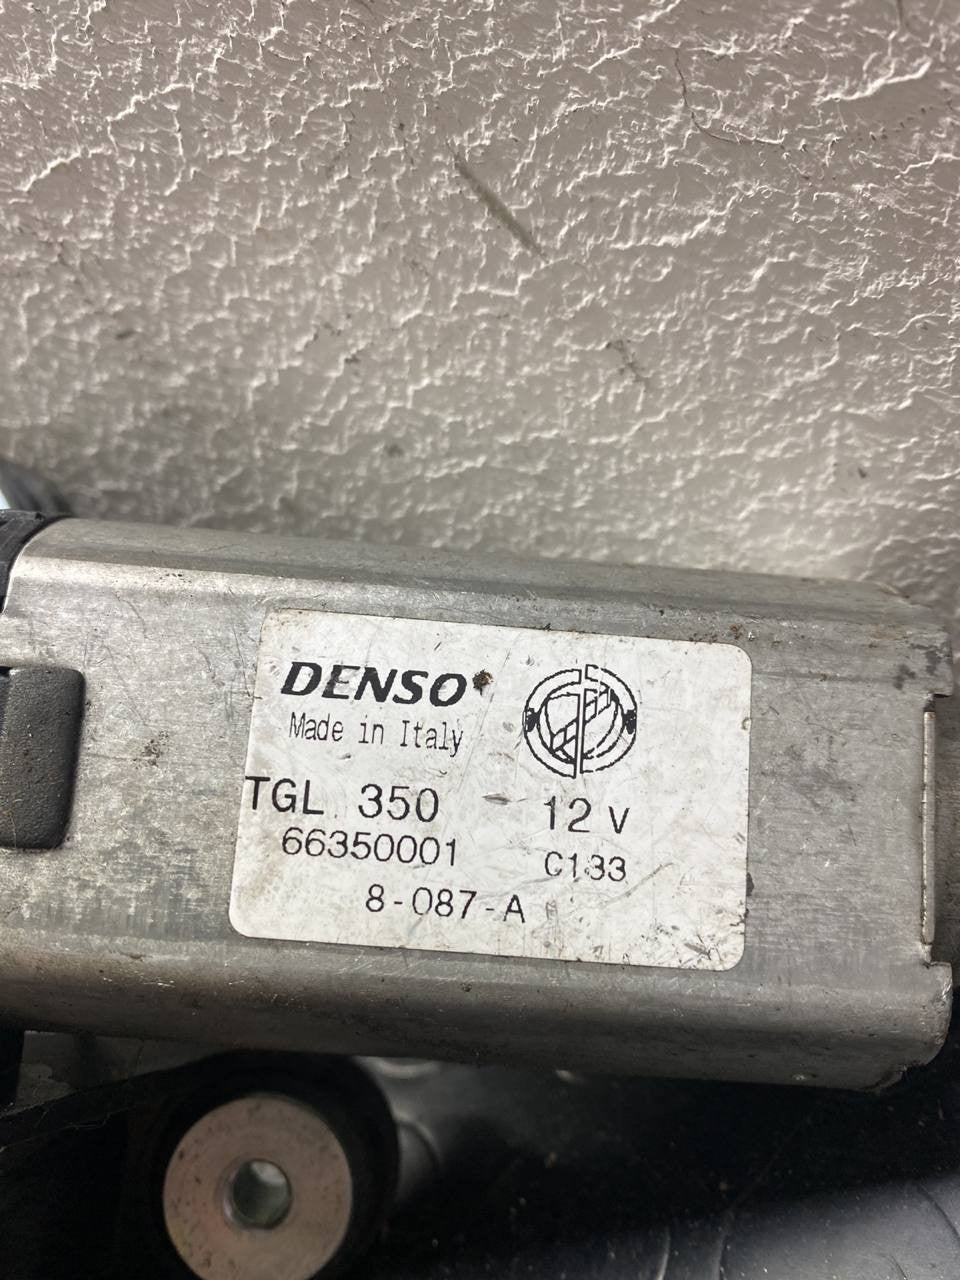 DENSO
Made in Italy
TGL 350 12 V
66350001 C133
8-087-A